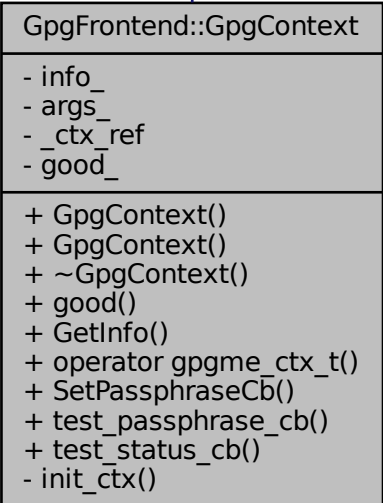 GpgFrontend::GpgContext
- info_
- args_
- _ctx_ref
- good_
+ GpgContext()
+ GpgContext()
+ ~GpgContext()
+ good()
+ GetInfo()
+ operator gpgme_ctx_t()
+ SetPassphraseCb()
+ test_passphrase_cb()
+ test_status_cb()
- init_ctx()